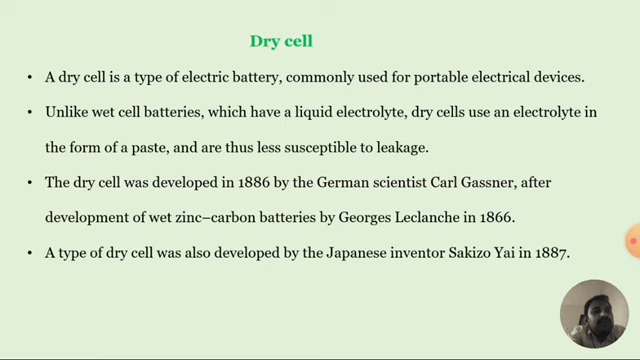 Dry cell
• A dry cell is a type of electric battery, commonly used for portable electrical devices.
• Unlike wet cell batteries, which have a liquid electrolyte, dry cells use an electrolyte in
the form of a paste, and are thus less susceptible to leakage.
• The dry cell was developed in 1886 by the German scientist Carl Gassner, after
development of wet zinc–carbon batteries by Georges Leclanche in 1866.
• A type of dry cell was also developed by the Japanese inventor Sakizo Yai in 1887.